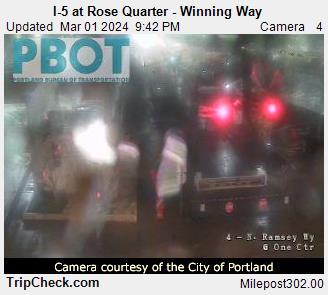 I-5 at Rose Quarter - Winning Way
Updated  Mar 01 2024  9:42 PM
Camera  4
PBOT
PORTLAND BUREAU OF TRANSPORTATION
4 - N. Ramsey Wy
@ One Ctr
Camera courtesy of the City of Portland
TripCheck.com
Milepost302.00